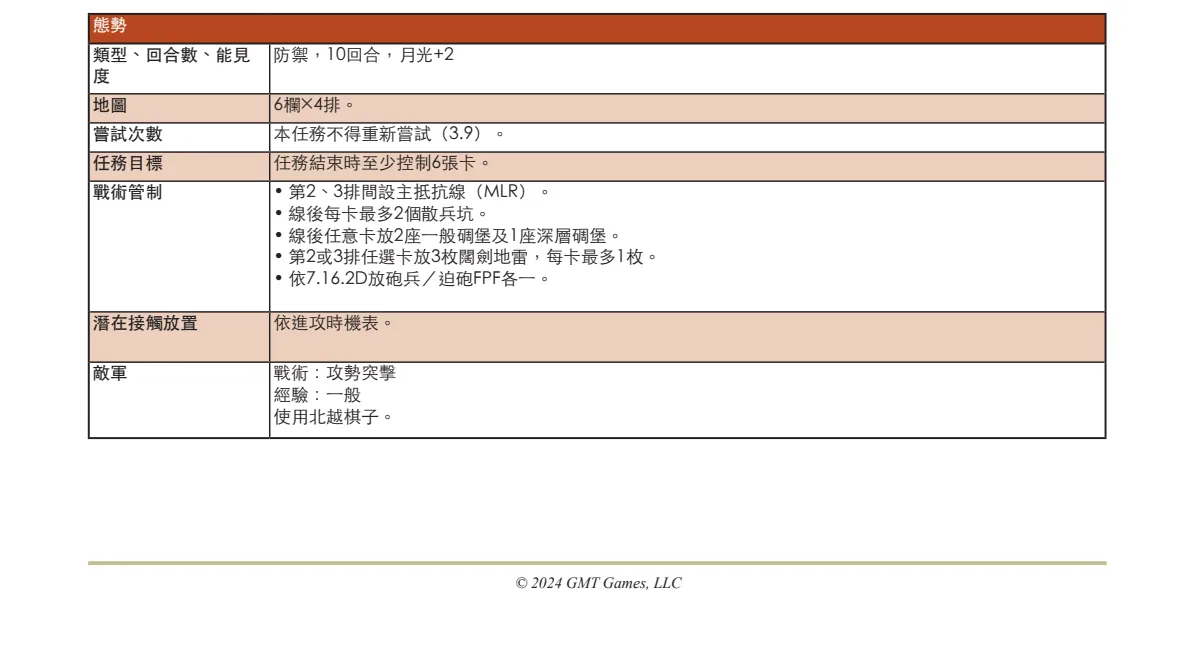 態勢
類型、回合數、能見度
防禦，10回合，月光+2
地圖
6欄×4排。
嘗試次數
本任務不得重新嘗試（3.9）。
任務目標
任務結束時至少控制6張卡。
戰術管制
• 第2、3排間設主抵抗線（MLR）。
• 線後每卡最多2個散兵坑。
• 線後任意卡放2座一般碉堡及1座深層碉堡。
• 第2或3排任選卡放3枚闊劍地雷，每卡最多1枚。
• 依7.16.2D放砲兵／迫砲FPF各一。
潛在接觸放置
依進攻時機表。
敵軍
戰術：攻勢突擊
經驗：一般
使用北越棋子。
© 2024 GMT Games, LLC